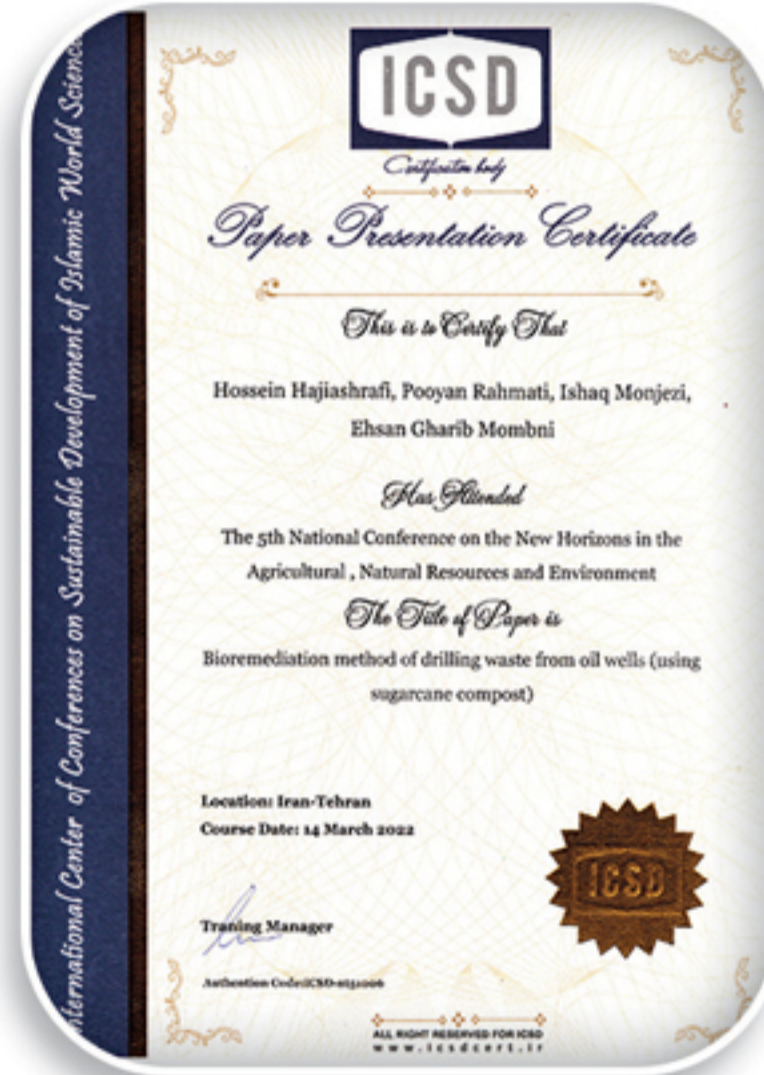 International Center of Conferences on Sustainable Development of Islamic World Science
ICSD
Certification body
Paper Presentation Certificate
This is to Certify That
Hossein Hajiashrafi, Pooyan Rahmati, Ishaq Monjezi,
Ehsan Gharib Mombni
Has Attended
The 5th National Conference on the New Horizons in the
Agricultural , Natural Resources and Environment
The Title of Paper is
Bioremediation method of drilling waste from oil wells (using
sugarcane compost)
Location: Iran-Tehran
Course Date: 14 March 2022
ICSD
Traning Manager
Authention Code:ICSD-
ALL RIGHT RESERVED FOR ICSD
www.icsdcert.ir